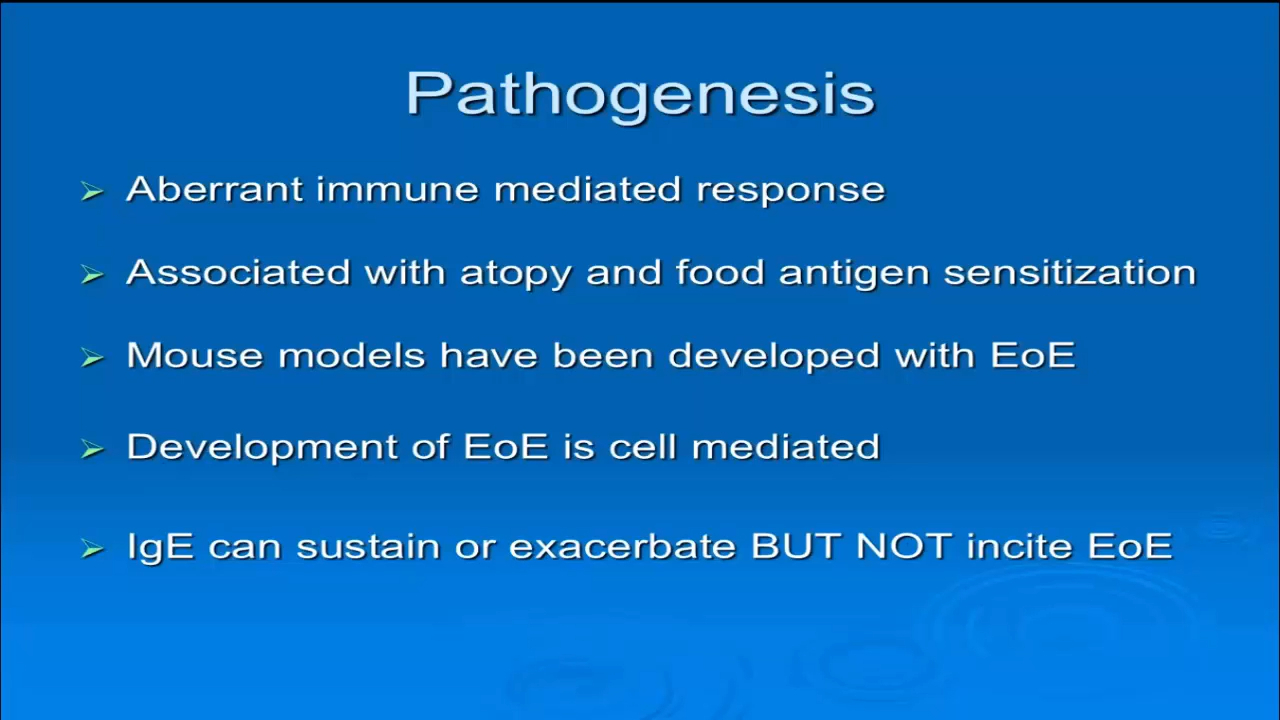 Pathogenesis
➢ Aberrant immune mediated response
➢ Associated with atopy and food antigen sensitization
➢ Mouse models have been developed with EoE
➢ Development of EoE is cell mediated
➢ IgE can sustain or exacerbate BUT NOT incite EoE